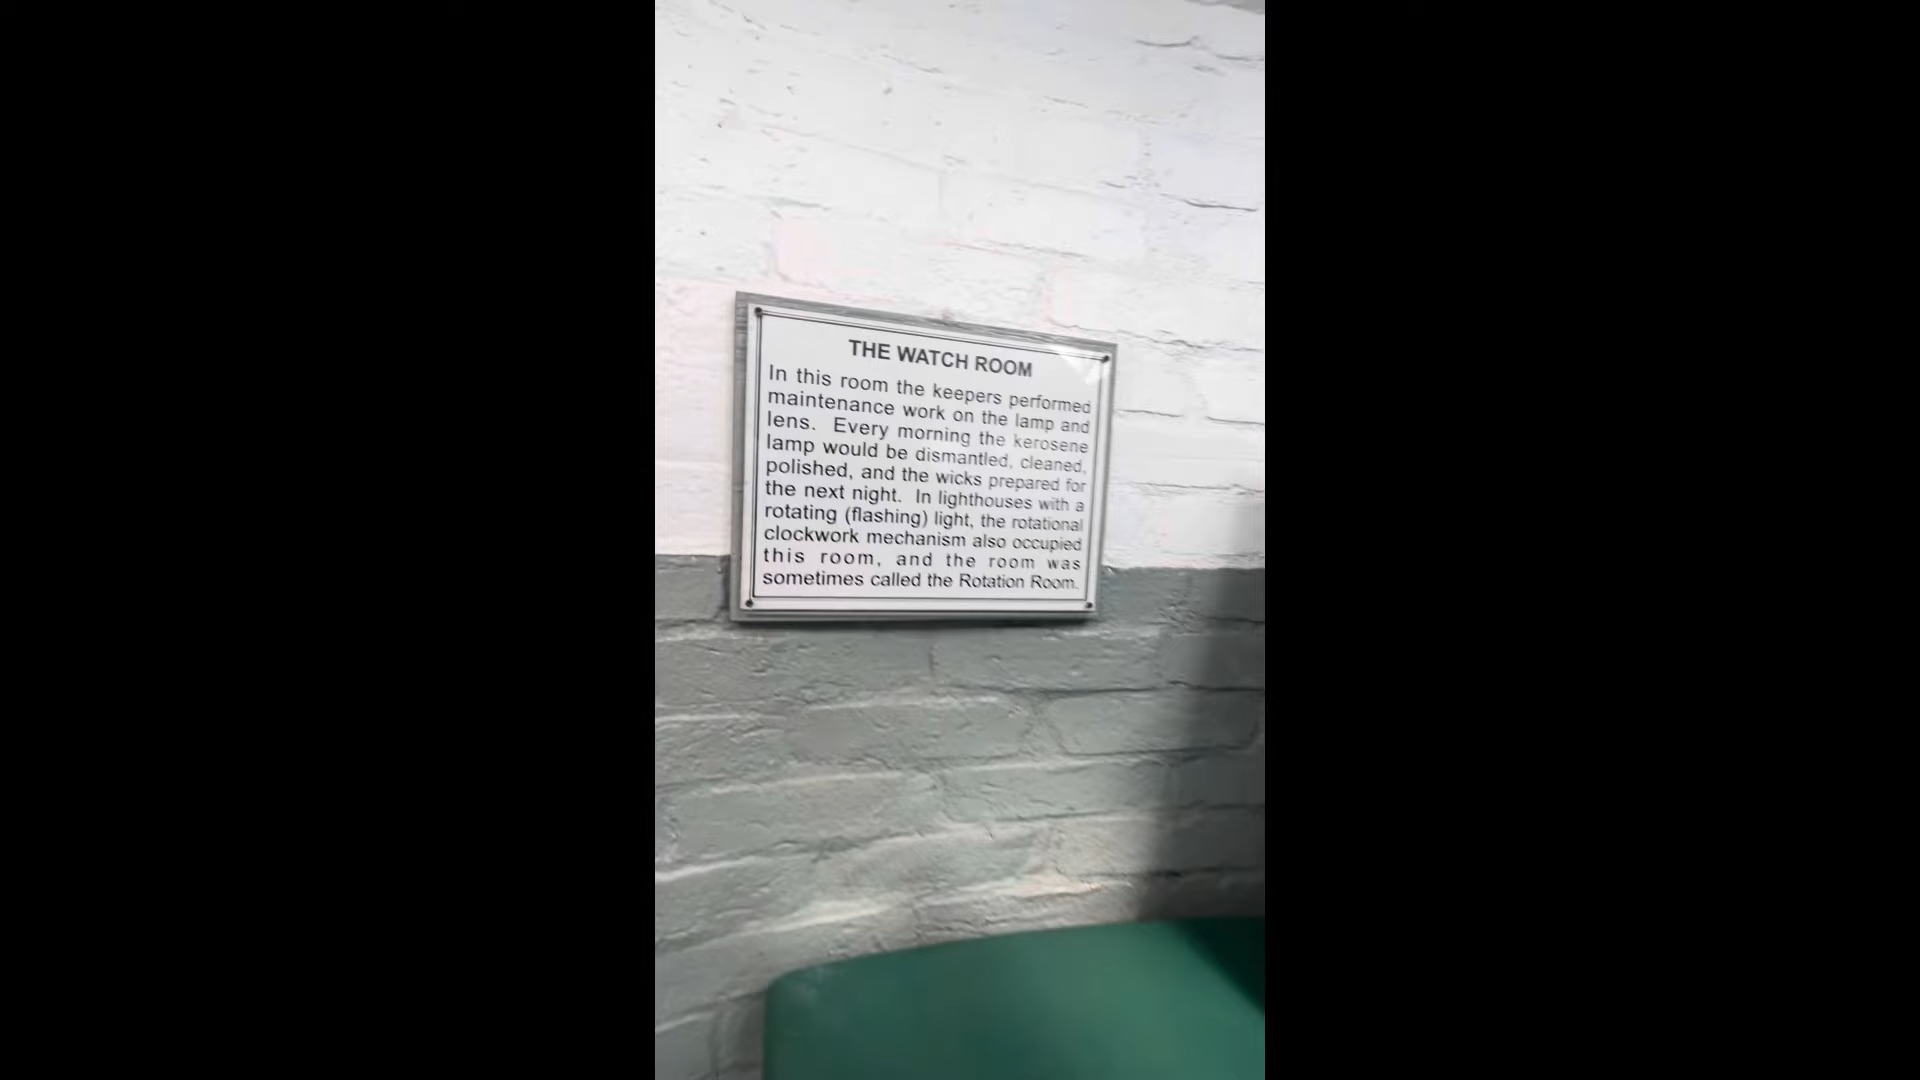 THE WATCH ROOM
In this room the keepers performed
maintenance work on the lamp and
lens. Every morning the kerosene
lamp would be dismantled, cleaned,
polished, and the wicks prepared for
the next night. In lighthouses with a
rotating (flashing) light, the rotational
clockwork mechanism also occupied
this room, and the room was
sometimes called the Rotation Room.